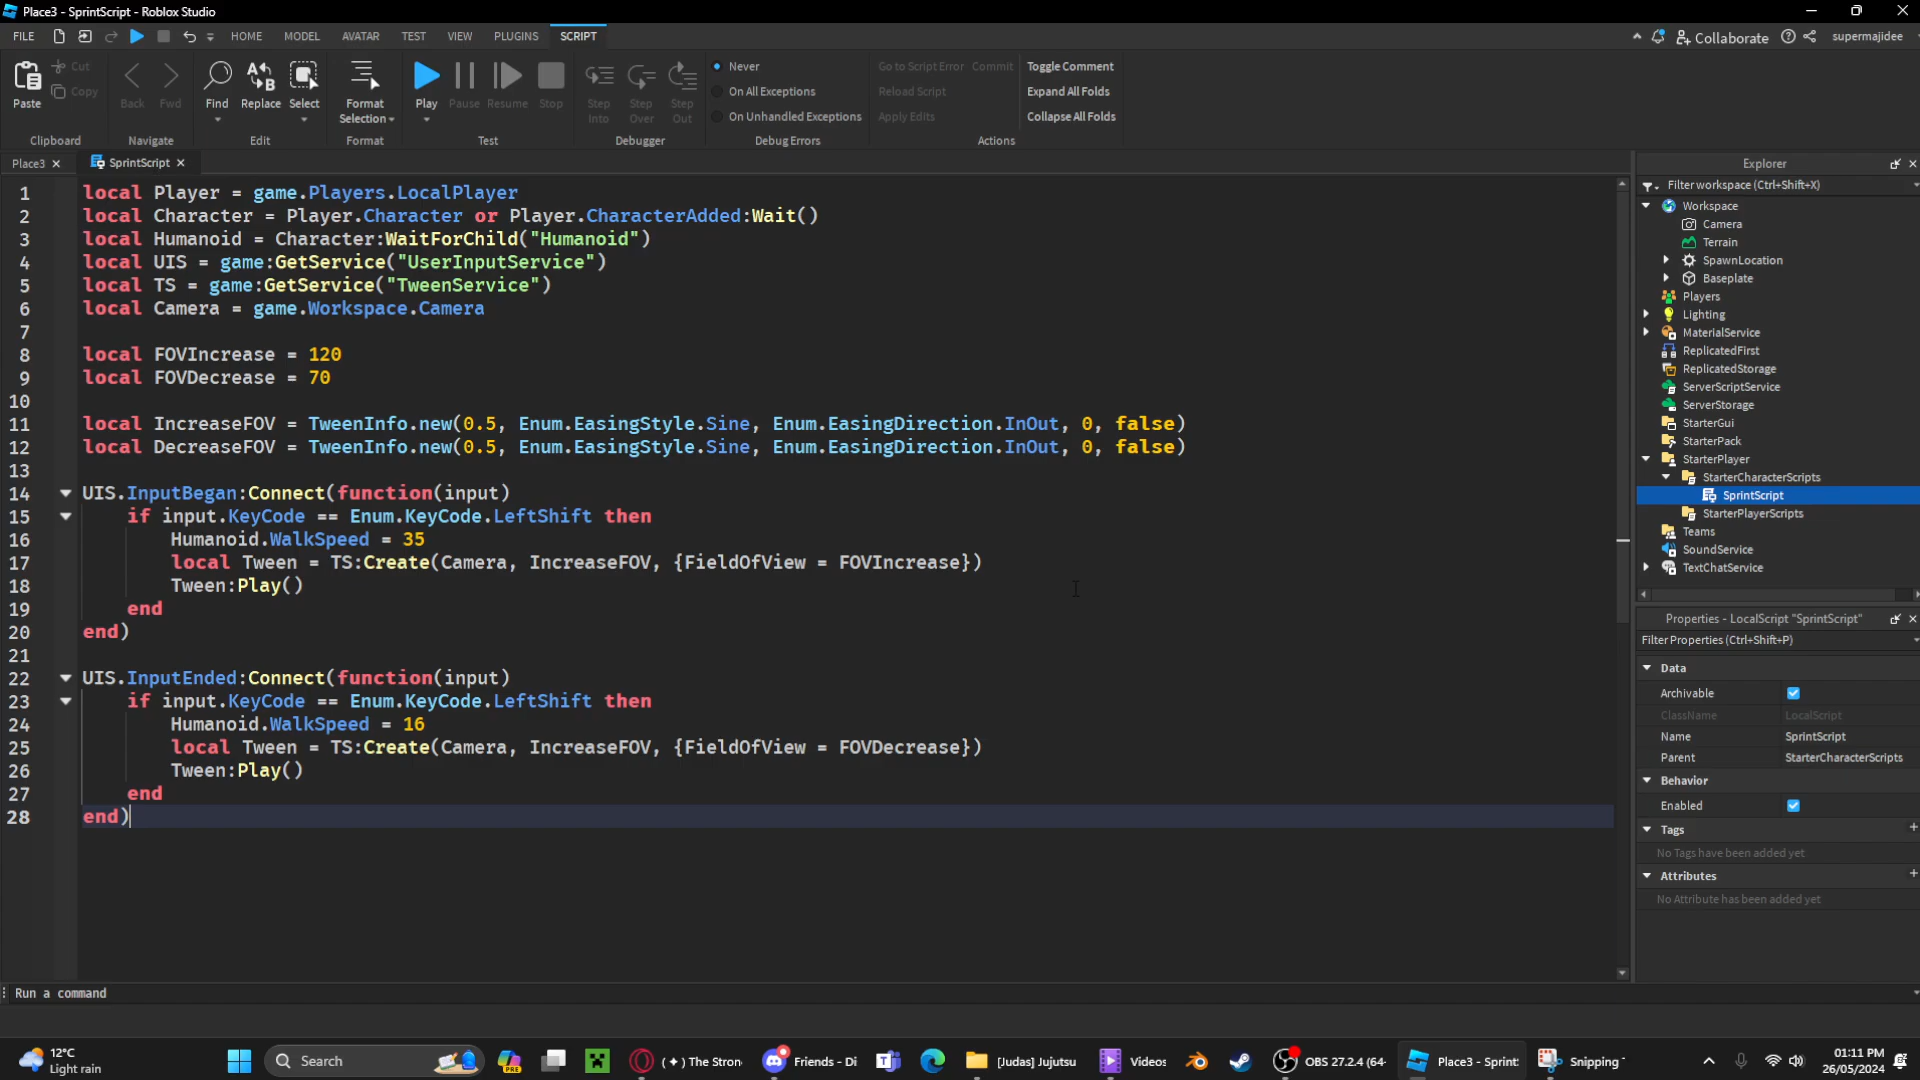 Place3 - SprintScript - Roblox Studio
FILE HOME MODEL AVATAR TEST VIEW PLUGINS SCRIPT Collaborate supermajidee
Paste Cut Copy
Back Fwd
Find Replace Select
Format Selection
Play Pause Resume Stop
Step Into Step Over Step Out
Never
On All Exceptions
On Unhandled Exceptions
Go to Script Error Commit
Reload Script
Apply Edits
Toggle Comment
Expand All Folds
Collapse All Folds
Clipboard Navigate Edit Format Test Debugger Debug Errors Actions
Place3 SprintScript
1 local Player = game.Players.LocalPlayer
2 local Character = Player.Character or Player.CharacterAdded:Wait()
3 local Humanoid = Character:WaitForChild("Humanoid")
4 local UIS = game:GetService("UserInputService")
5 local TS = game:GetService("TweenService")
6 local Camera = game.Workspace.Camera
7
8 local FOVIncrease = 120
9 local FOVDecrease = 70
10
11 local IncreaseFOV = TweenInfo.new(0.5, Enum.EasingStyle.Sine, Enum.EasingDirection.InOut, 0, false)
12 local DecreaseFOV = TweenInfo.new(0.5, Enum.EasingStyle.Sine, Enum.EasingDirection.InOut, 0, false)
13
14 UIS.InputBegan:Connect(function(input)
15 if input.KeyCode == Enum.KeyCode.LeftShift then
16 Humanoid.WalkSpeed = 35
17 local Tween = TS:Create(Camera, IncreaseFOV, {FieldOfView = FOVIncrease})
18 Tween:Play()
19 end
20 end)
21
22 UIS.InputEnded:Connect(function(input)
23 if input.KeyCode == Enum.KeyCode.LeftShift then
24 Humanoid.WalkSpeed = 16
25 local Tween = TS:Create(Camera, IncreaseFOV, {FieldOfView = FOVDecrease})
26 Tween:Play()
27 end
28 end)
Explorer
Filter workspace (Ctrl+Shift+X)
Workspace
Camera
Terrain
SpawnLocation
Baseplate
Players
Lighting
MaterialService
ReplicatedFirst
ReplicatedStorage
ServerScriptService
ServerStorage
StarterGui
StarterPack
StarterPlayer
StarterCharacterScripts
SprintScript
StarterPlayerScripts
Teams
SoundService
TextChatService
Properties - LocalScript "SprintScript"
Filter Properties (Ctrl+Shift+P)
Data
Archivable
ClassName LocalScript
Name SprintScript
Parent StarterCharacterScripts
Behavior
Enabled
Tags
No Tags have been added yet
Attributes
No Attribute has been added yet
Run a command
12°C
Light rain
Search
PRE
( ✦ ) The Stron
Friends - Di
[Judas] Jujutsu
Videos
OBS 27.2.4 (64-
Place3 - Sprint
Snipping
01:11 PM
26/05/2024